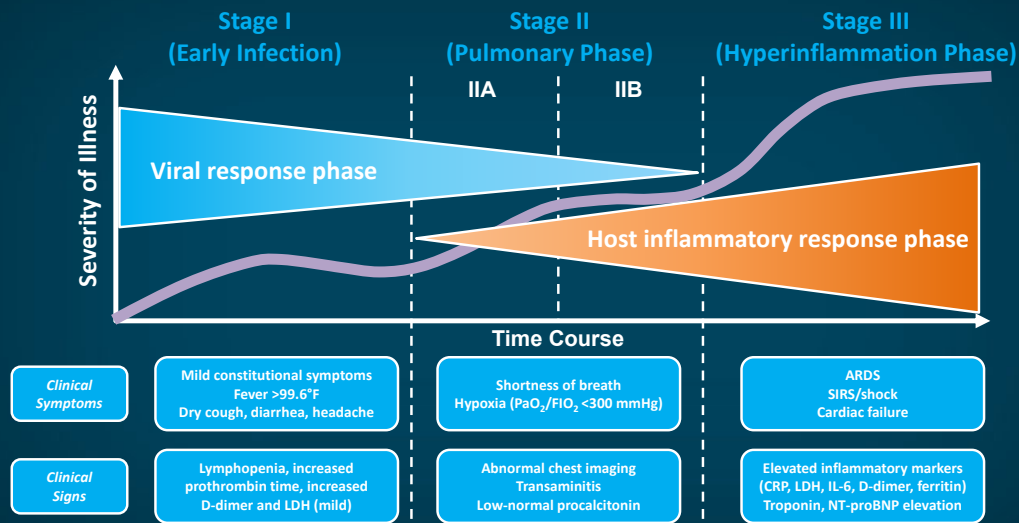 Stage I
(Early Infection)
Stage II
(Pulmonary Phase)
Stage III
(Hyperinflammation Phase)
IIA
IIB
Severity of Illness
Viral response phase
Host inflammatory response phase
Time Course
Clinical
Symptoms
Mild constitutional symptoms
Fever >99.6°F
Dry cough, diarrhea, headache
Shortness of breath
Hypoxia (PaO₂/FIO₂ <300 mmHg)
ARDS
SIRS/shock
Cardiac failure
Clinical
Signs
Lymphopenia, increased
prothrombin time, increased
D-dimer and LDH (mild)
Abnormal chest imaging
Transaminitis
Low-normal procalcitonin
Elevated inflammatory markers
(CRP, LDH, IL-6, D-dimer, ferritin)
Troponin, NT-proBNP elevation